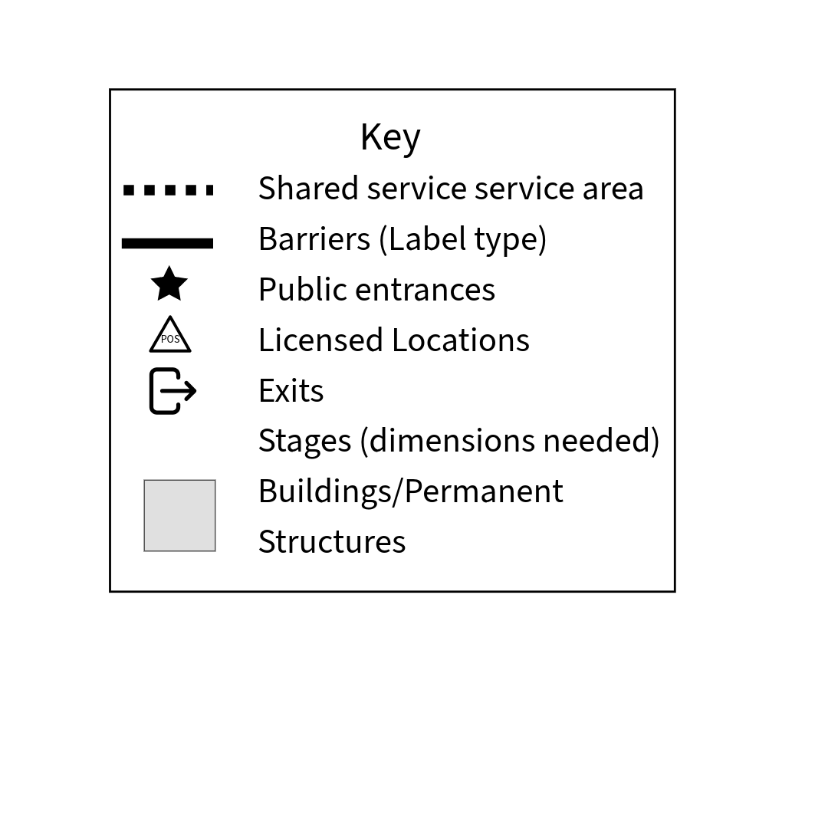 Key
Shared service service area
Barriers (Label type)
Public entrances
POS
Licensed Locations
Exits
Stages (dimensions needed)
Buildings/Permanent
Structures